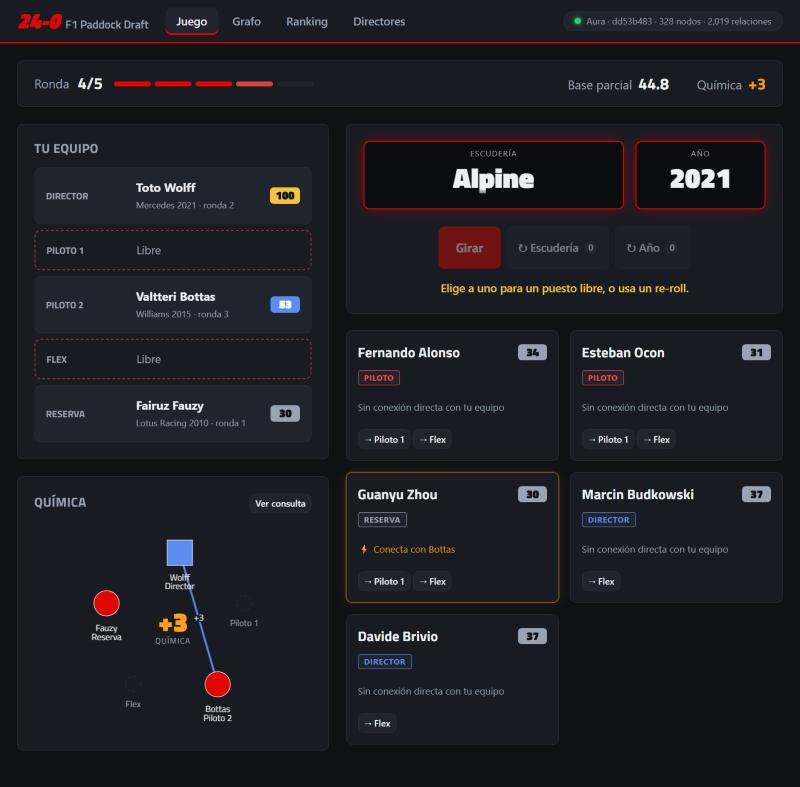 24-0 F1 Paddock Draft
Juego
Grafo
Ranking
Directores
Aura · dd53b483 · 328 nodos · 2,019 relaciones
Ronda 4/5
Base parcial 44.8
Química +3
TU EQUIPO
DIRECTOR
Toto Wolff
Mercedes 2021 · ronda 2
100
PILOTO 1
Libre
PILOTO 2
Valtteri Bottas
Williams 2015 · ronda 3
53
FLEX
Libre
RESERVA
Fairuz Fauzy
Lotus Racing 2010 · ronda 1
30
QUÍMICA
Ver consulta
Wolff
Director
Fauzy
Reserva
+3
QUÍMICA
+3
Piloto 1
Flex
Bottas
Piloto 2
ESCUDERÍA
Alpine
AÑO
2021
Girar
↻ Escudería 0
↻ Año 0
Elige a uno para un puesto libre, o usa un re-roll.
Fernando Alonso
34
PILOTO
Sin conexión directa con tu equipo
→ Piloto 1
→ Flex
Esteban Ocon
31
PILOTO
Sin conexión directa con tu equipo
→ Piloto 1
→ Flex
Guanyu Zhou
30
RESERVA
Conecta con Bottas
→ Piloto 1
→ Flex
Marcin Budkowski
37
DIRECTOR
Sin conexión directa con tu equipo
→ Flex
Davide Brivio
37
DIRECTOR
Sin conexión directa con tu equipo
→ Flex